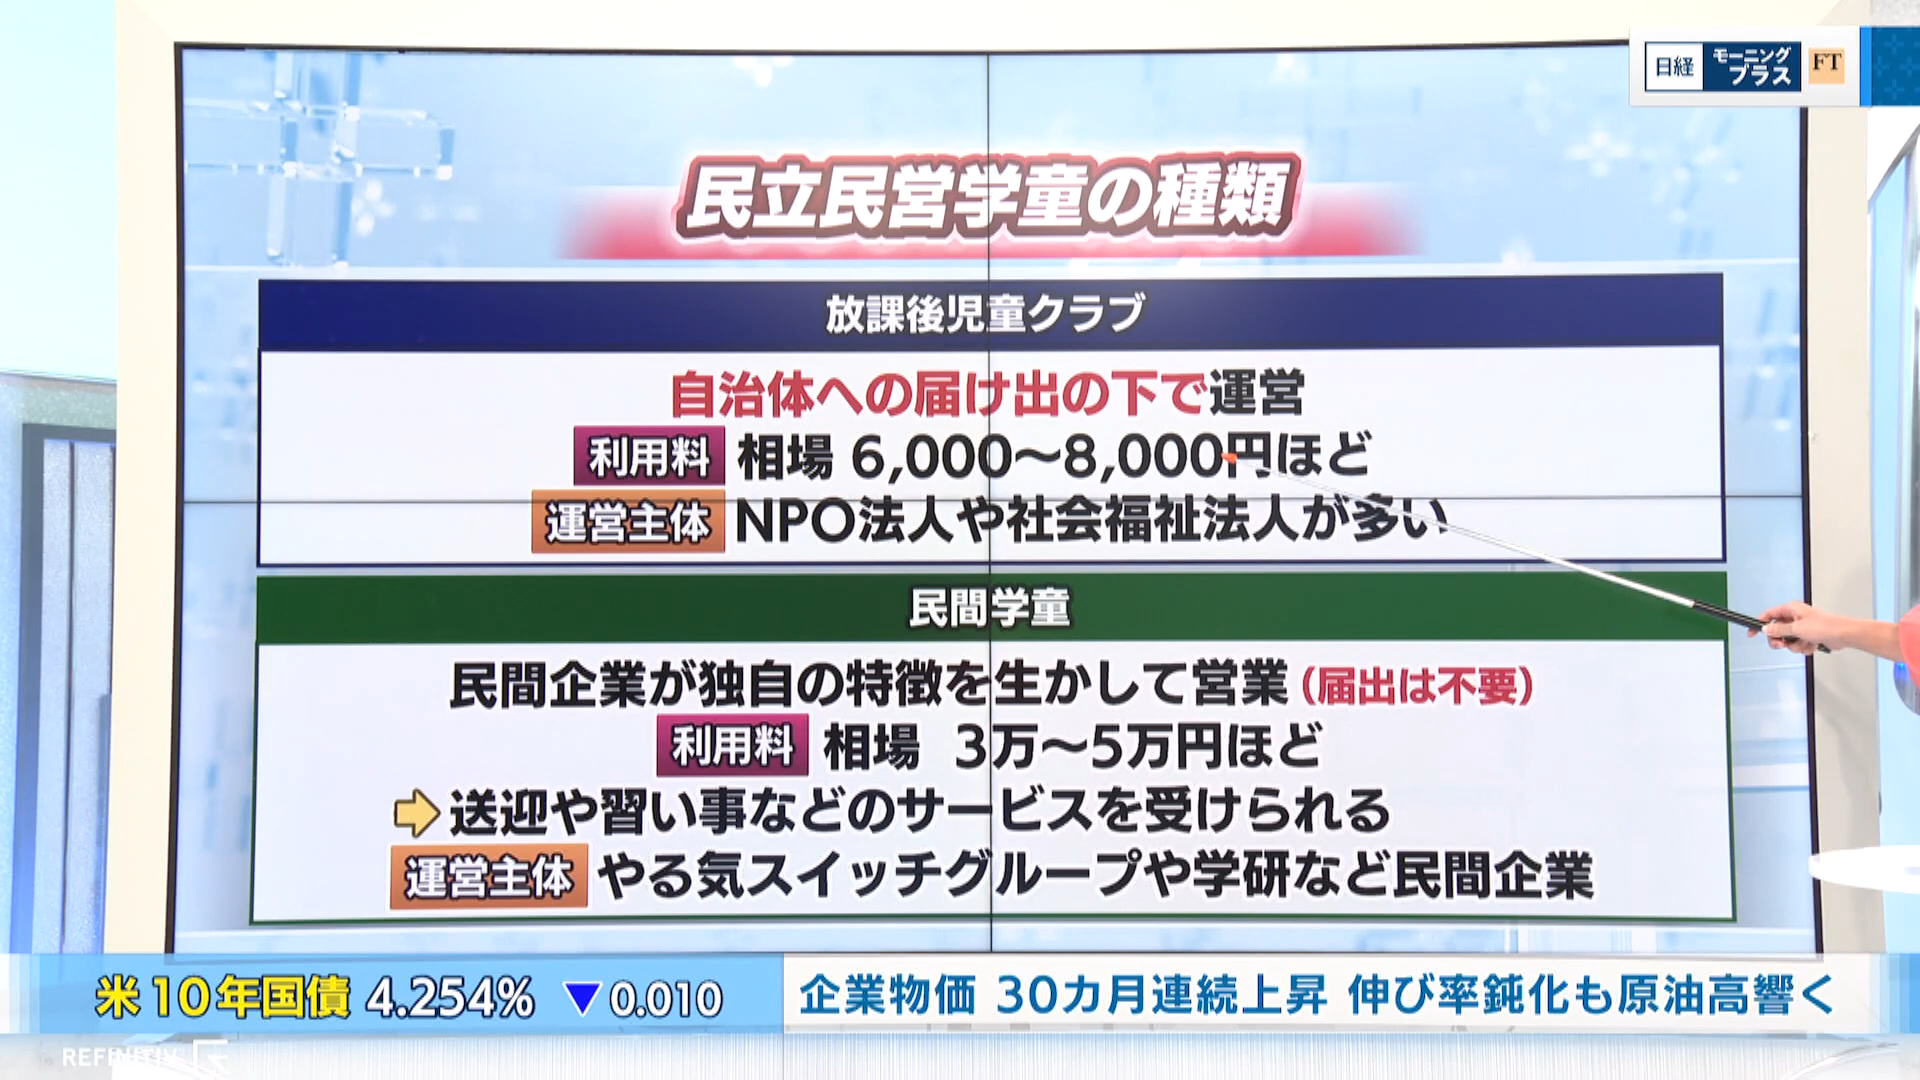 日経 モーニングプラス FT
民立民営学童の種類
放課後児童クラブ
自治体への届け出の下で運営
利用料 相場 6,000～8,000円ほど
運営主体 NPO法人や社会福祉法人が多い
民間学童
民間企業が独自の特徴を生かして営業（届出は不要）
利用料 相場 3万～5万円ほど
送迎や習い事などのサービスを受けられる
運営主体 やる気スイッチグループや学研など民間企業
米10年国債 4.254% ▼0.010
企業物価 30カ月連続上昇 伸び率鈍化も原油高響く
REFINITIV